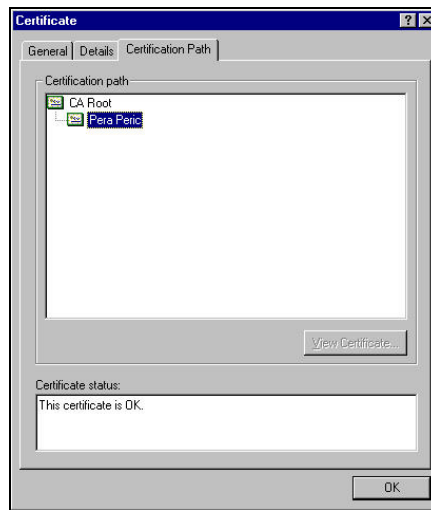 Certificate
General Details Certification Path
Certification path
CA Root
Pera Peric
View Certificate...
Certificate status:
This certificate is OK.
OK